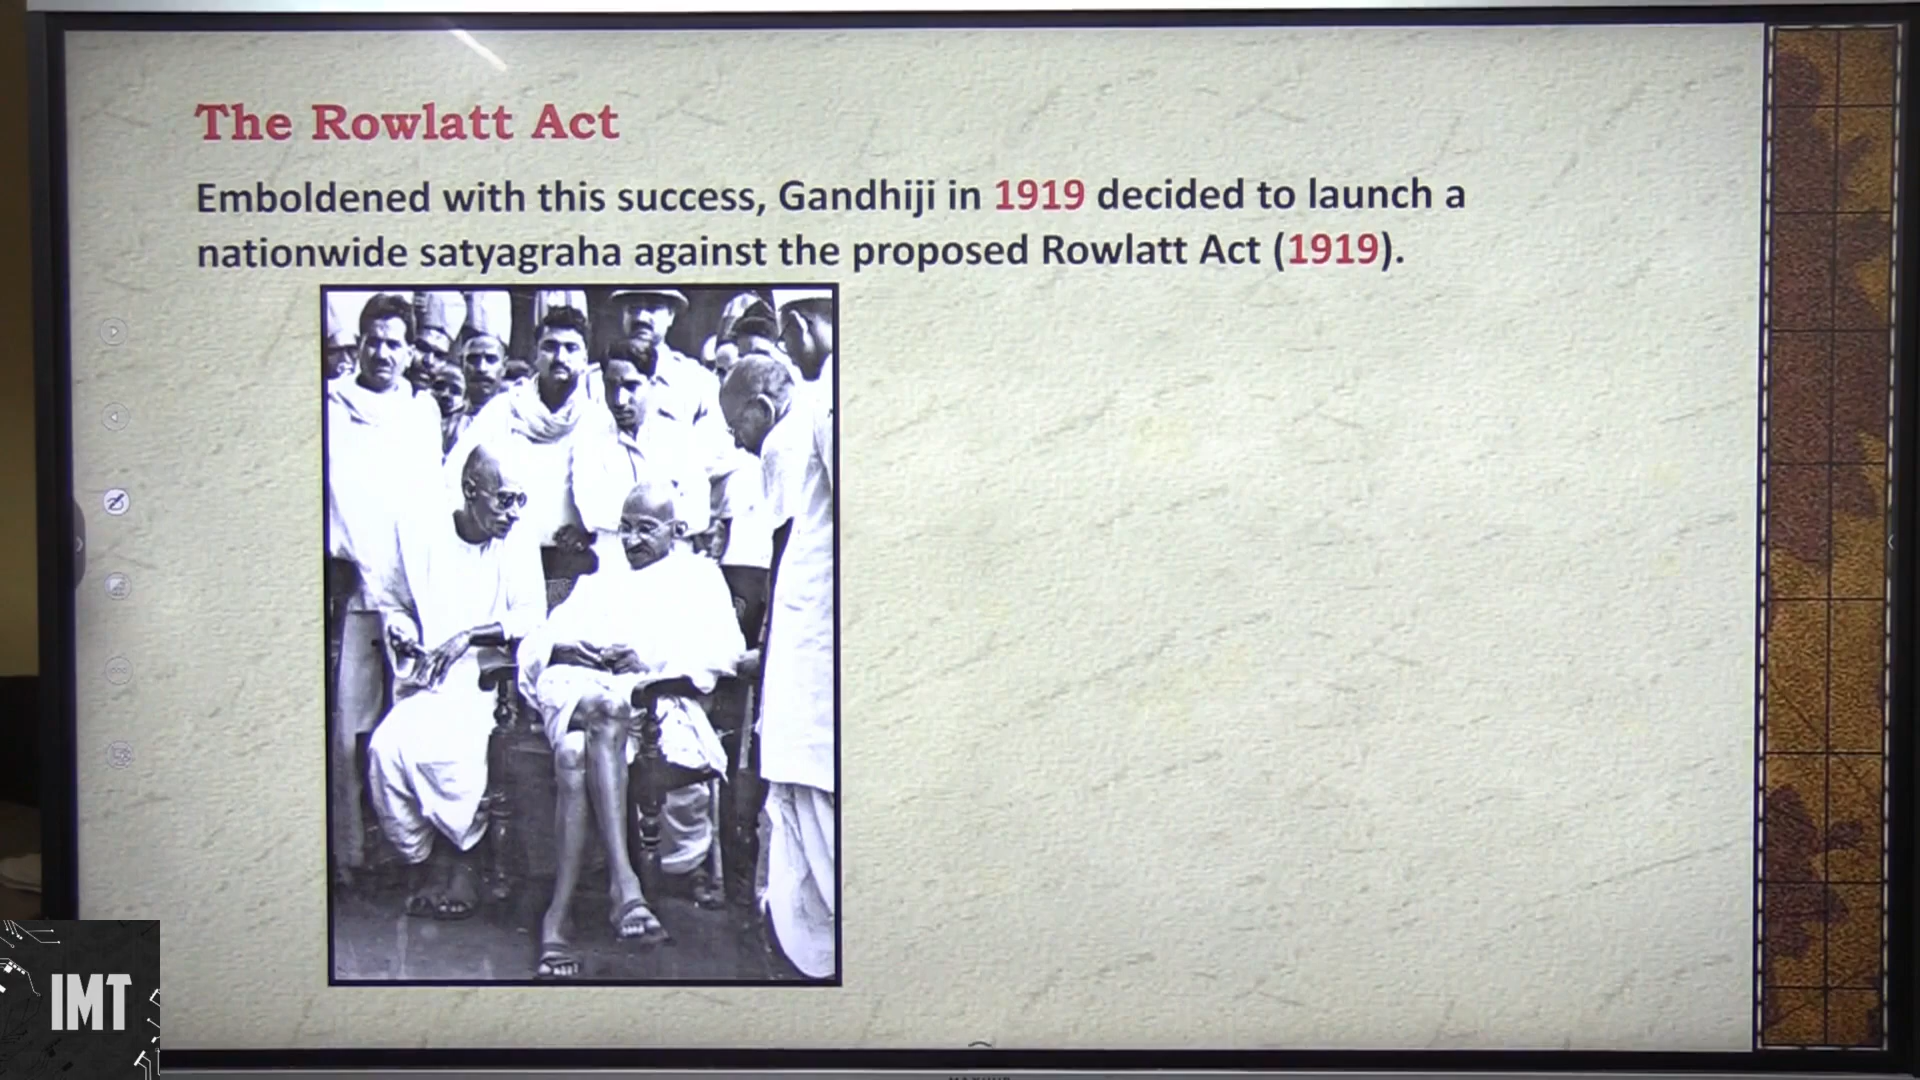 The Rowlatt Act
Emboldened with this success, Gandhiji in 1919 decided to launch a
nationwide satyagraha against the proposed Rowlatt Act (1919).
IMT